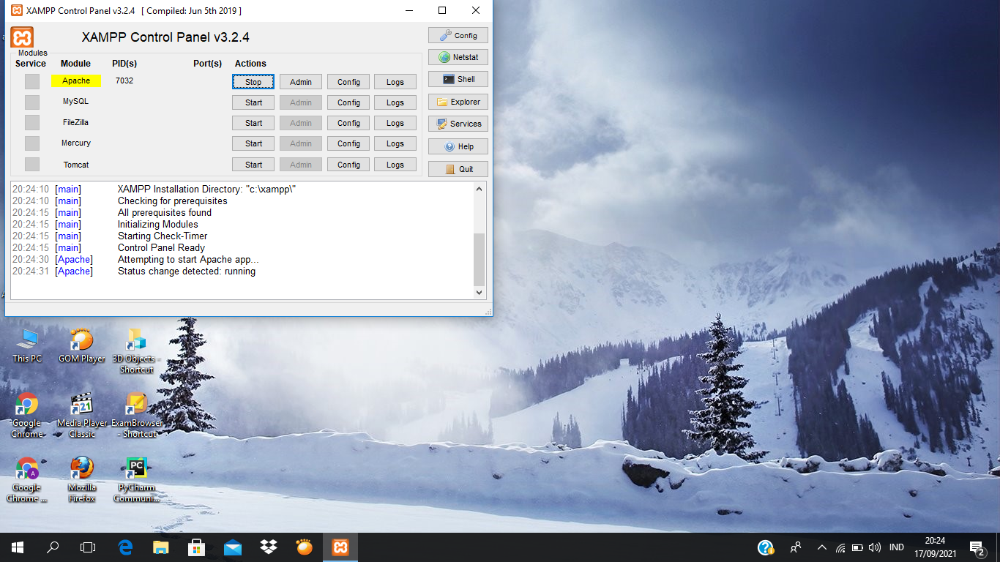 XAMPP Control Panel v3.2.4 [ Compiled: Jun 5th 2019 ]
XAMPP Control Panel v3.2.4
Config
Modules
Service Module PID(s) Port(s) Actions
Netstat
Apache 7032 Stop Admin Config Logs
Shell
MySQL Start Admin Config Logs
Explorer
FileZilla Start Admin Config Logs
Services
Mercury Start Admin Config Logs
Help
Tomcat Start Admin Config Logs
Quit
20:24:10 [main] XAMPP Installation Directory: "c:\xampp\"
20:24:10 [main] Checking for prerequisites
20:24:15 [main] All prerequisites found
20:24:15 [main] Initializing Modules
20:24:15 [main] Starting Check-Timer
20:24:15 [main] Control Panel Ready
20:24:30 [Apache] Attempting to start Apache app...
20:24:31 [Apache] Status change detected: running
This PC
GOM Player
3D Objects -
Shortcut
Google
Chrome
Media Player
Classic
321
ExamBrowser
- Shortcut
Google
Chrome ...
A
Mozilla
Firefox
PC
PyCharm
Communi...
IND
20:24
17/09/2021
2